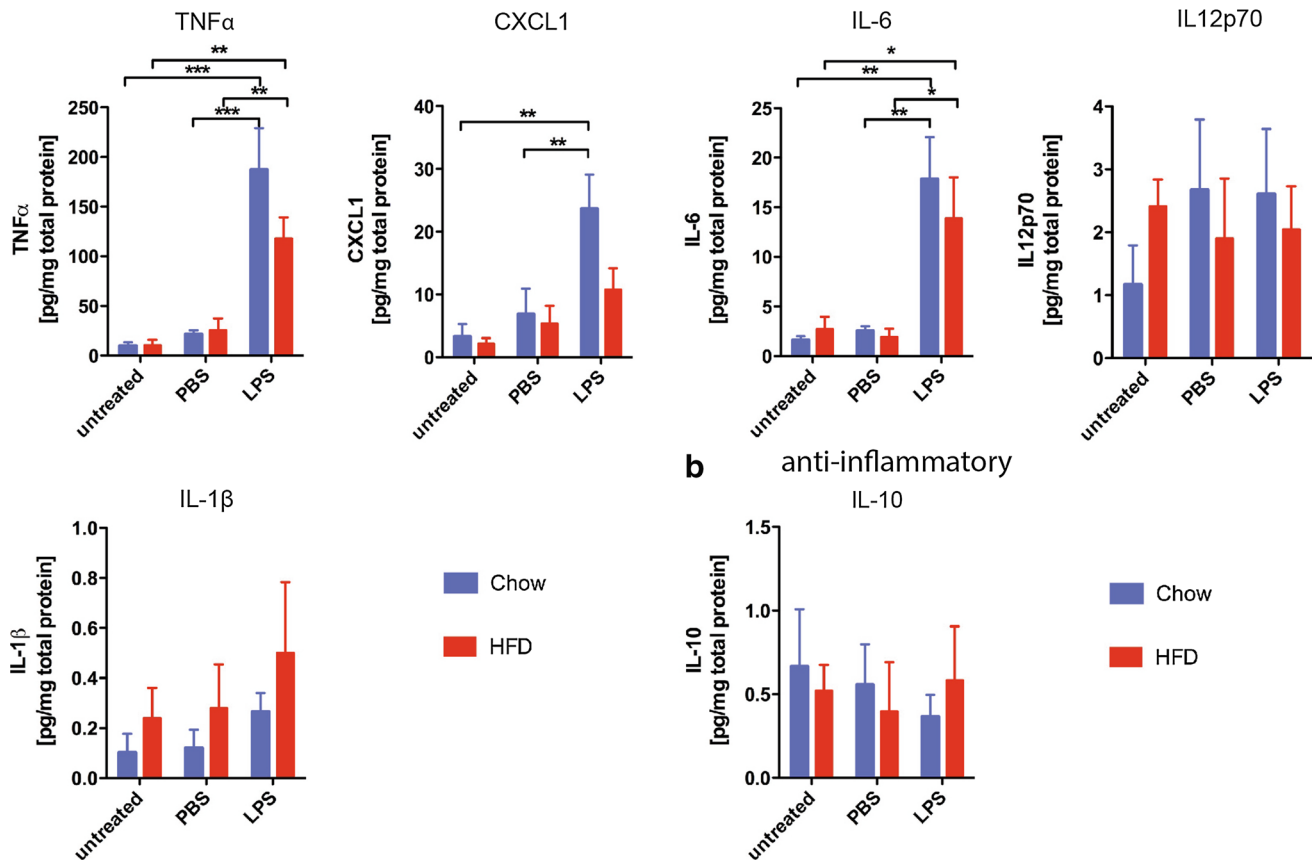 TNFα
CXCL1
IL-6
IL12p70
**
***
**
***
TNFα
[pg/mg total protein]
250
200
150
100
50
0
untreated
PBS
LPS
**
**
CXCL1
[pg/mg total protein]
40
30
20
10
0
untreated
PBS
LPS
*
**
*
**
IL-6
[pg/mg total protein]
25
20
15
10
5
0
untreated
PBS
LPS
IL12p70
[pg/mg total protein]
4
3
2
1
0
untreated
PBS
LPS
IL-1β
IL-1β
[pg/mg total protein]
1.0
0.8
0.6
0.4
0.2
0.0
untreated
PBS
LPS
Chow
HFD
b anti-inflammatory
IL-10
IL-10
[pg/mg total protein]
1.5
1.0
0.5
0.0
untreated
PBS
LPS
Chow
HFD